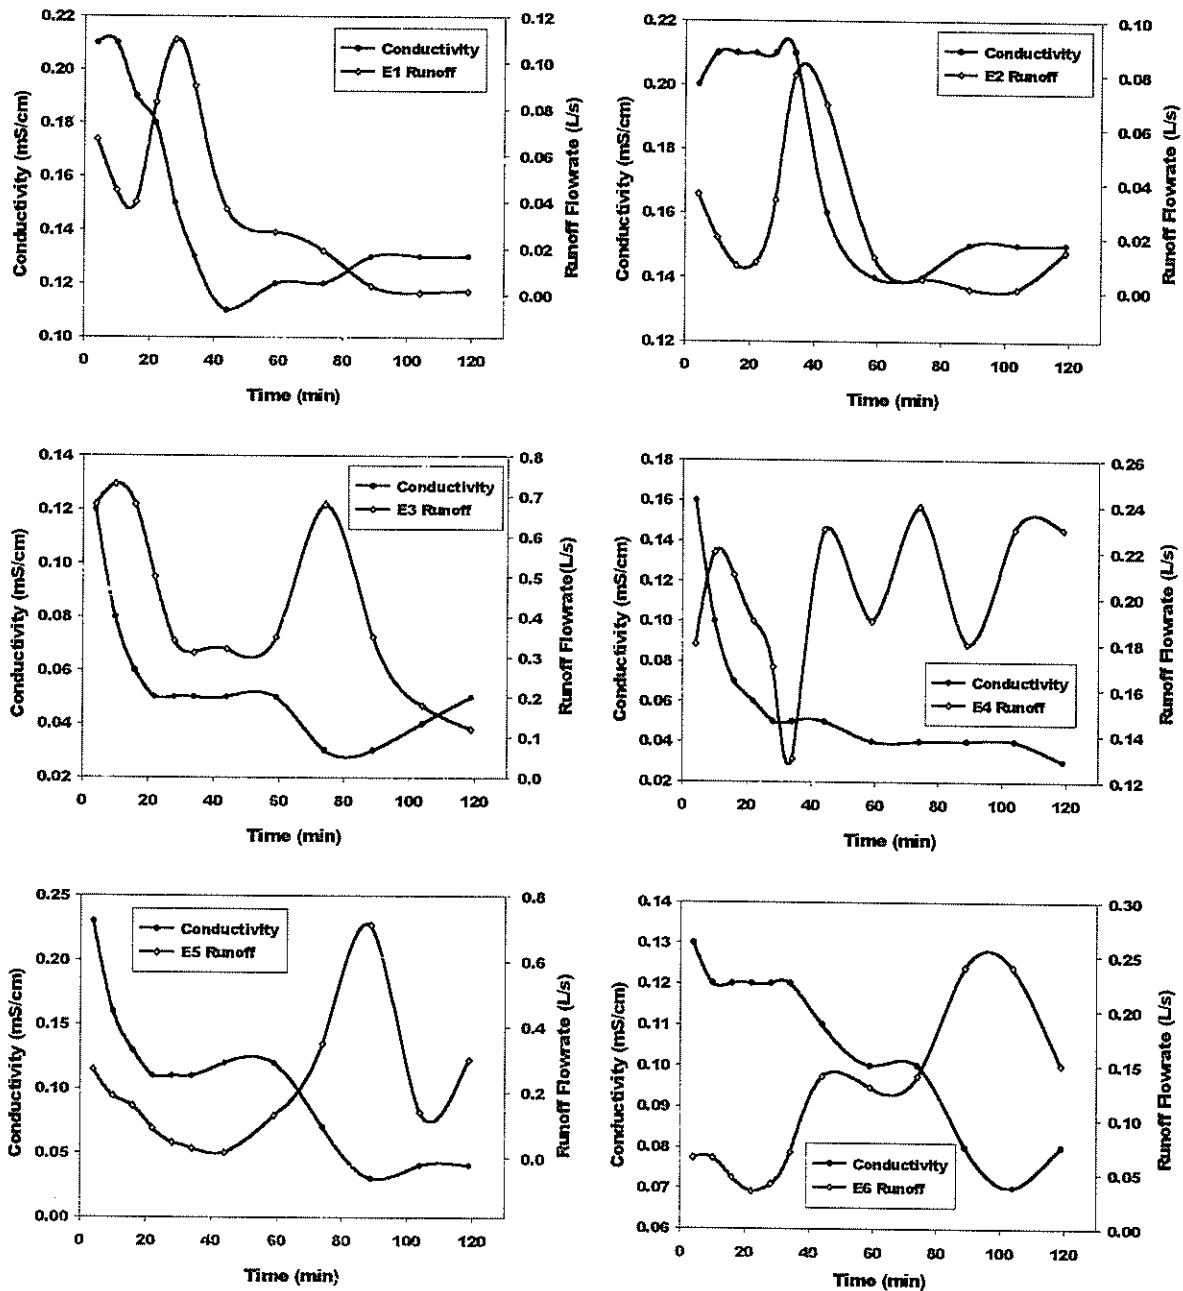 Conductivity
E1 Runoff
Conductivity (mS/cm)
0.22
0.20
0.18
0.16
0.14
0.12
0.10
Runoff Flowrate (L/s)
0.12
0.10
0.08
0.06
0.04
0.02
0.00
0 20 40 60 80 100 120
Time (min)
Conductivity
E2 Runoff
Conductivity (mS/cm)
0.22
0.20
0.18
0.16
0.14
0.12
Runoff Flowrate (L/s)
0.10
0.08
0.06
0.04
0.02
0.00
0 20 40 60 80 100 120
Time (min)
Conductivity
E3 Runoff
Conductivity (mS/cm)
0.14
0.12
0.10
0.08
0.06
0.04
0.02
Runoff Flowrate(L/s)
0.8
0.7
0.6
0.5
0.4
0.3
0.2
0.1
0.0
0 20 40 60 80 100 120
Time (min)
Conductivity
E4 Runoff
Conductivity (mS/cm)
0.18
0.16
0.14
0.12
0.10
0.08
0.06
0.04
0.02
Runoff Flowrate (L/s)
0.26
0.24
0.22
0.20
0.18
0.16
0.14
0.12
0 20 40 60 80 100 120
Time (min)
Conductivity
E5 Runoff
Conductivity (mS/cm)
0.25
0.20
0.15
0.10
0.05
0.00
Runoff Flowrate (L/s)
0.8
0.6
0.4
0.2
0.0
0 20 40 60 80 100 120
Time (min)
Conductivity
E6 Runoff
Conductivity (mS/cm)
0.14
0.13
0.12
0.11
0.10
0.09
0.08
0.07
0.06
Runoff Flowrate (L/s)
0.30
0.25
0.20
0.15
0.10
0.05
0.00
0 20 40 60 80 100 120
Time (min)